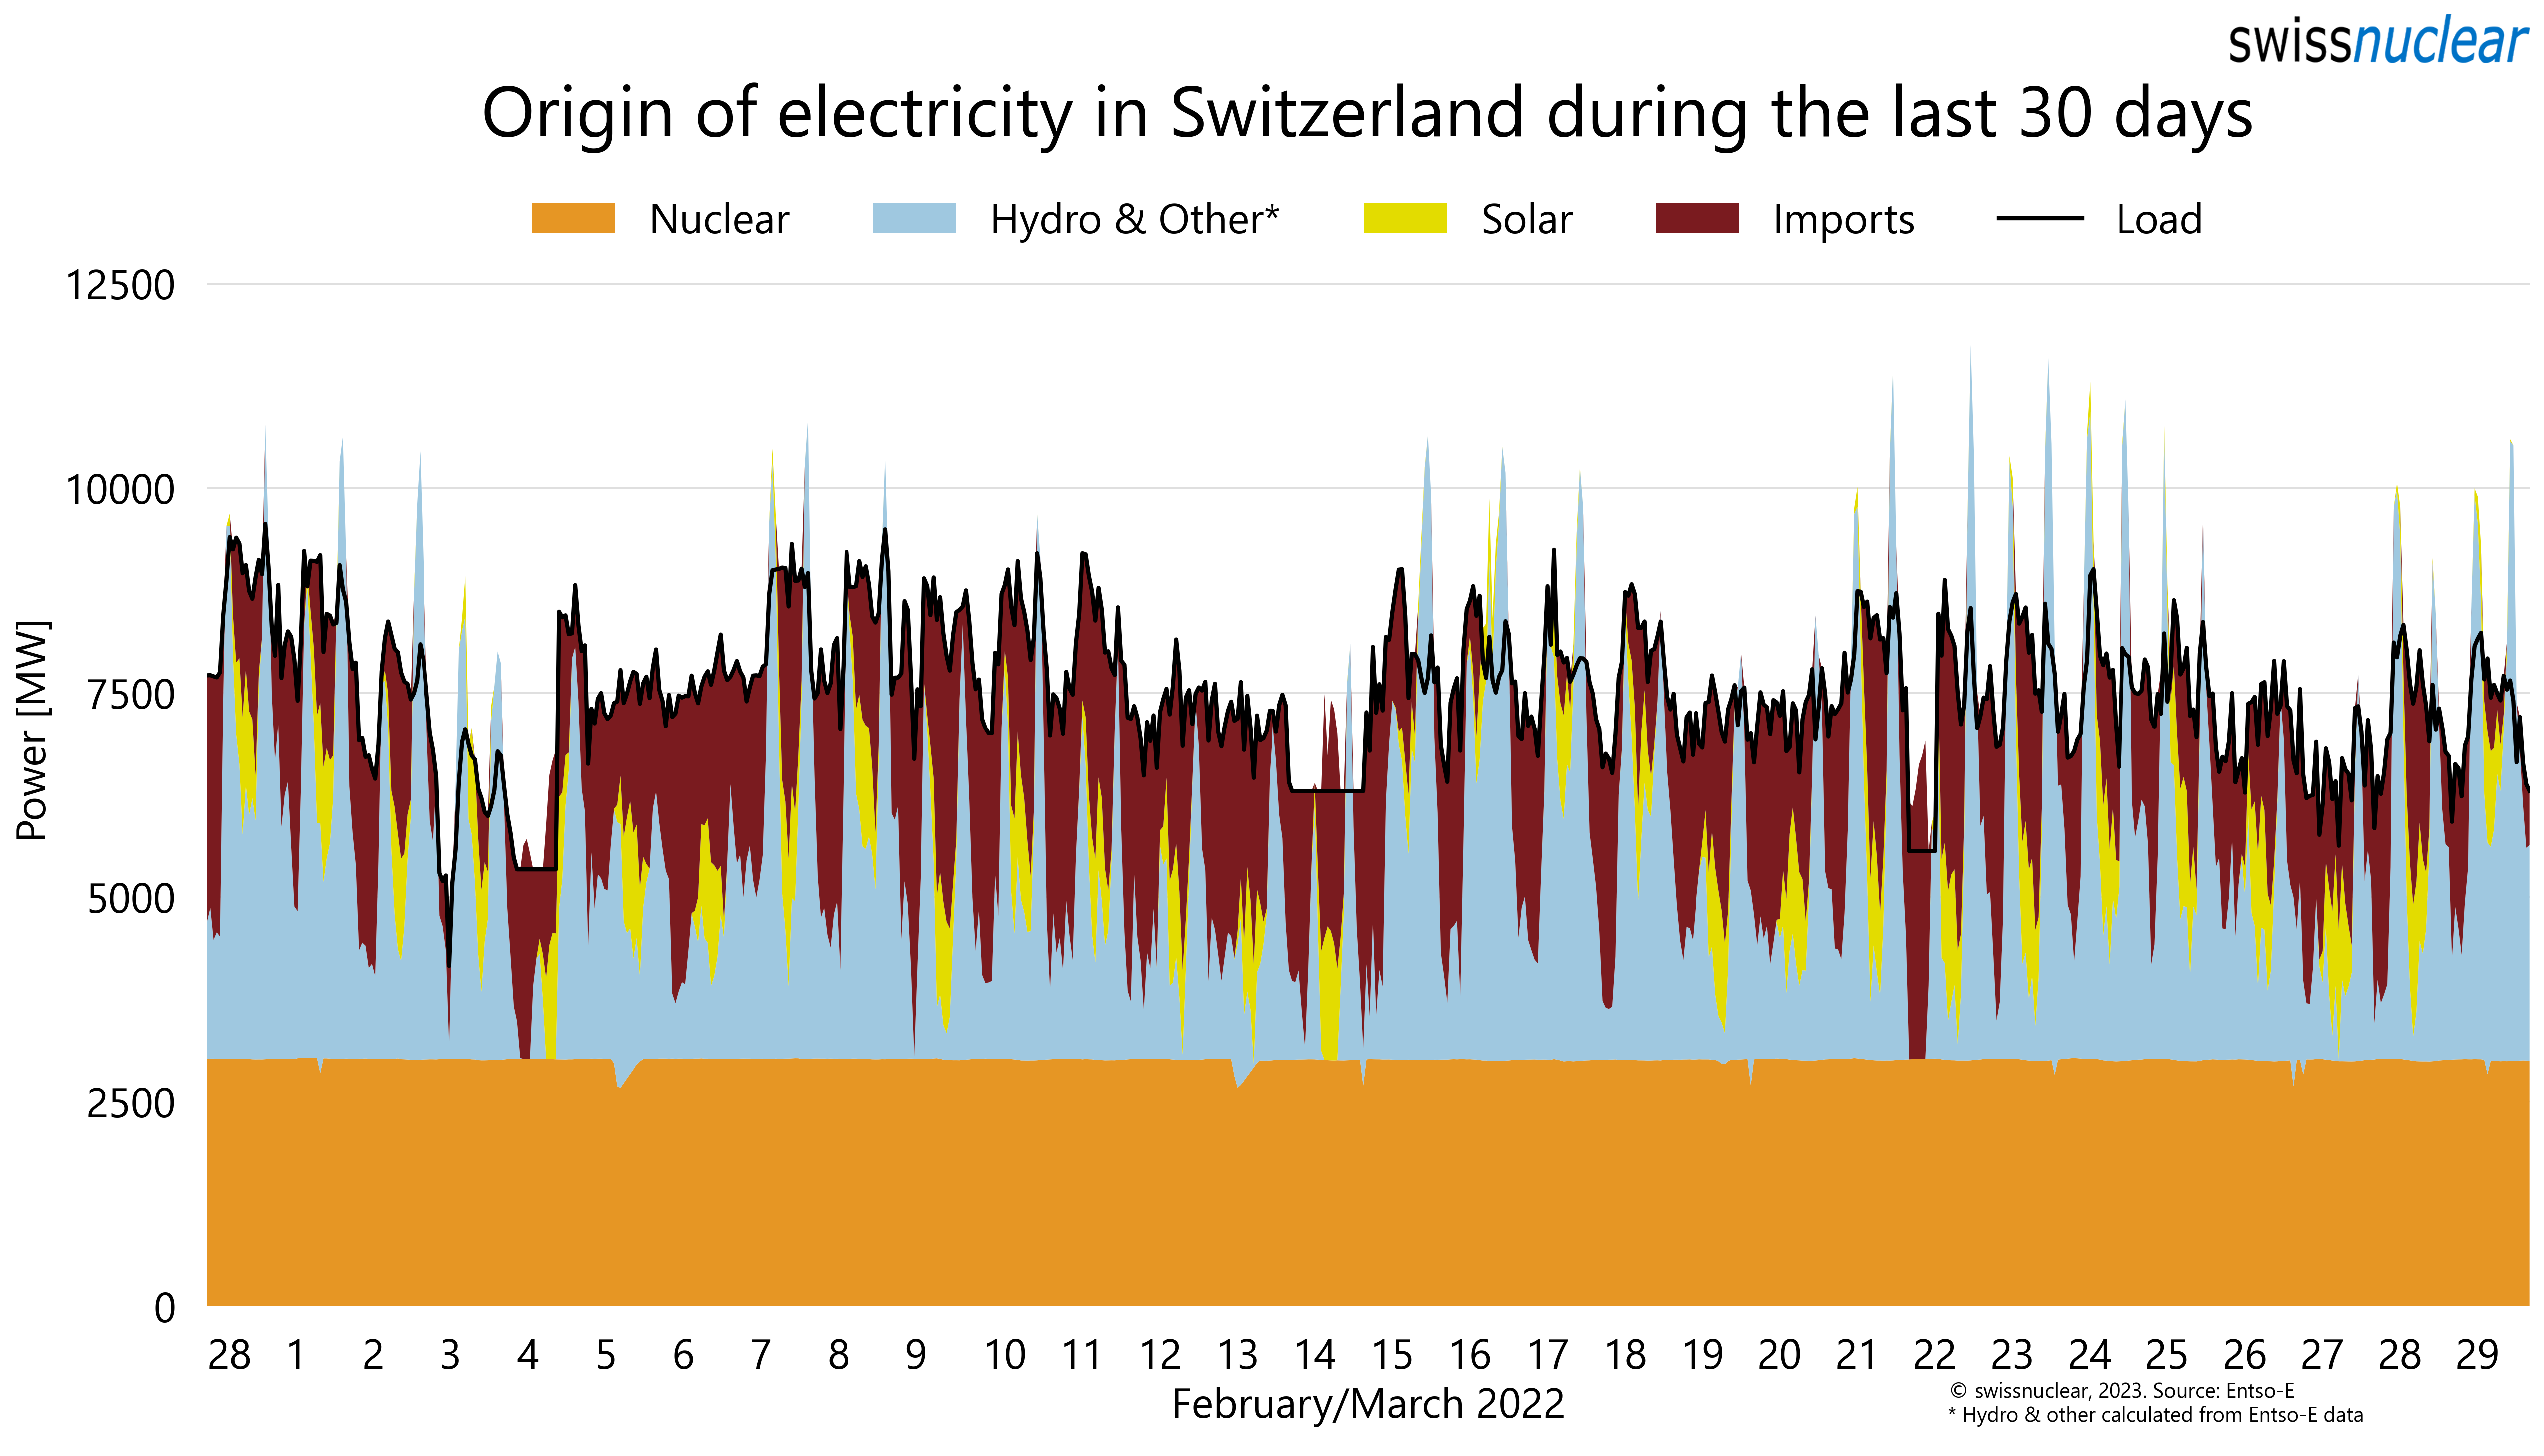 swissnuclear
Origin of electricity in Switzerland during the last 30 days
Nuclear Hydro & Other* Solar Imports Load
12500
10000
7500
5000
2500
0
Power [MW]
28 1 2 3 4 5 6 7 8 9 10 11 12 13 14 15 16 17 18 19 20 21 22 23 24 25 26 27 28 29
February/March 2022
© swissnuclear, 2023. Source: Entso-E
* Hydro & other calculated from Entso-E data